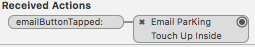 Received Actions
emailButtonTapped: Email ParKing
Touch Up Inside